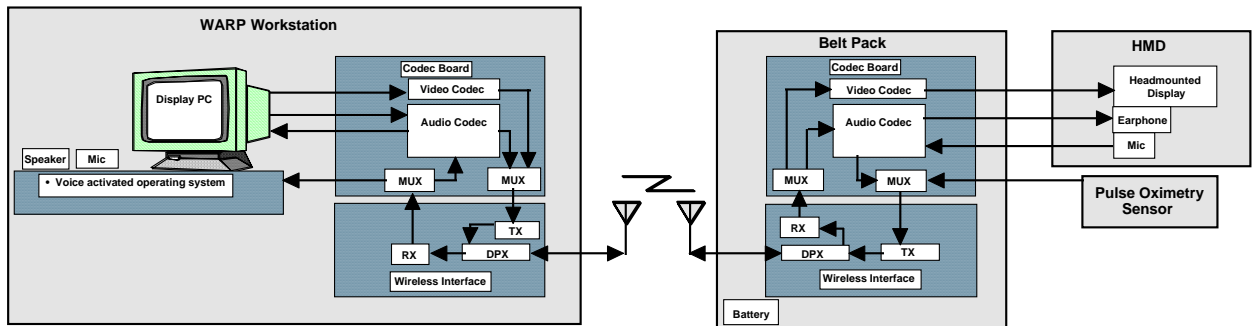 WARP Workstation
Codec Board
Video Codec
Display PC
Audio Codec
Speaker
Mic
• Voice activated operating system
MUX
MUX
TX
RX
DPX
Wireless Interface
Belt Pack
Codec Board
Video Codec
Audio Codec
MUX
MUX
RX
DPX
TX
Wireless Interface
Battery
HMD
Headmounted
Display
Earphone
Mic
Pulse Oximetry
Sensor